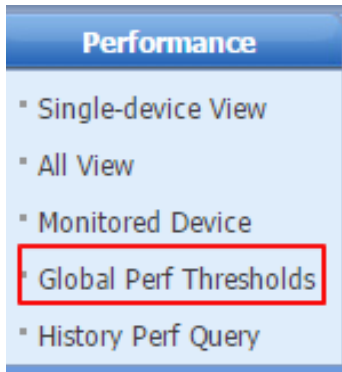 Performance
Single-device View
All View
Monitored Device
Global Perf Thresholds
History Perf Query